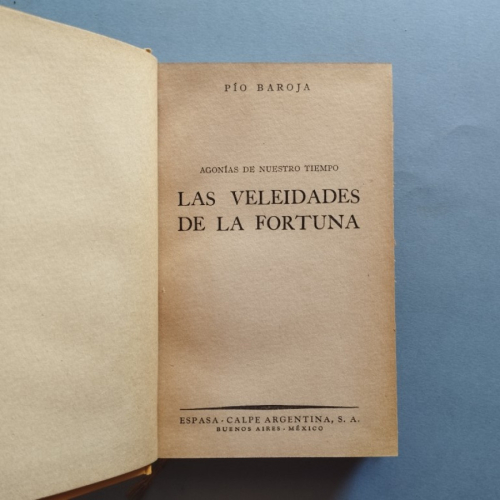 PÍO BAROJA
AGONÍAS DE NUESTRO TIEMPO
LAS VELEIDADES
DE LA FORTUNA
ESPASA - CALPE ARGENTINA, S. A.
BUENOS AIRES - MÉXICO